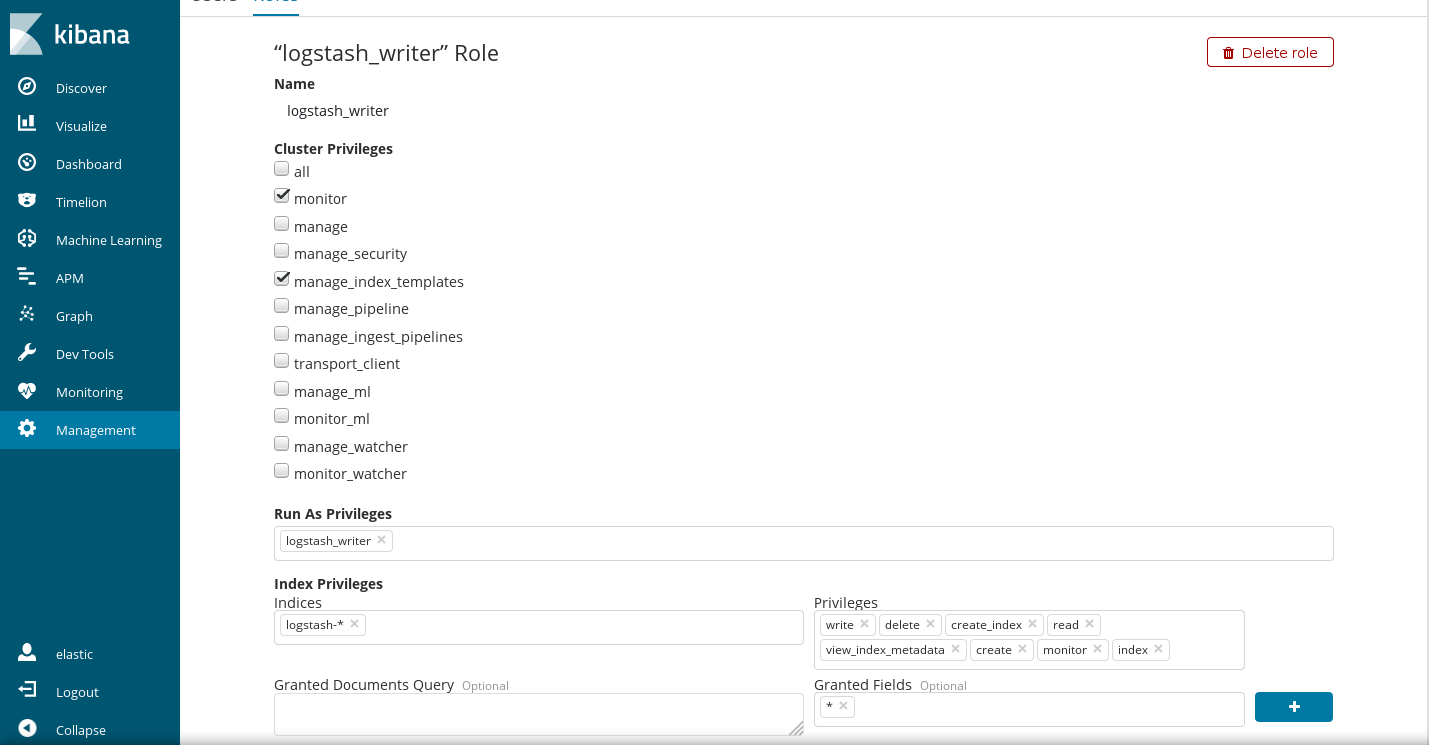 Users Roles
kibana
Discover
Visualize
Dashboard
Timelion
Machine Learning
APM
Graph
Dev Tools
Monitoring
Management
elastic
Logout
Collapse
“logstash_writer” Role
Delete role
Name
logstash_writer
Cluster Privileges
all
monitor
manage
manage_security
manage_index_templates
manage_pipeline
manage_ingest_pipelines
transport_client
manage_ml
monitor_ml
manage_watcher
monitor_watcher
Run As Privileges
logstash_writer ×
Index Privileges
Indices
logstash-* ×
Privileges
write × delete × create_index × read ×
view_index_metadata × create × monitor × index ×
Granted Documents Query Optional
Granted Fields Optional
* ×
+